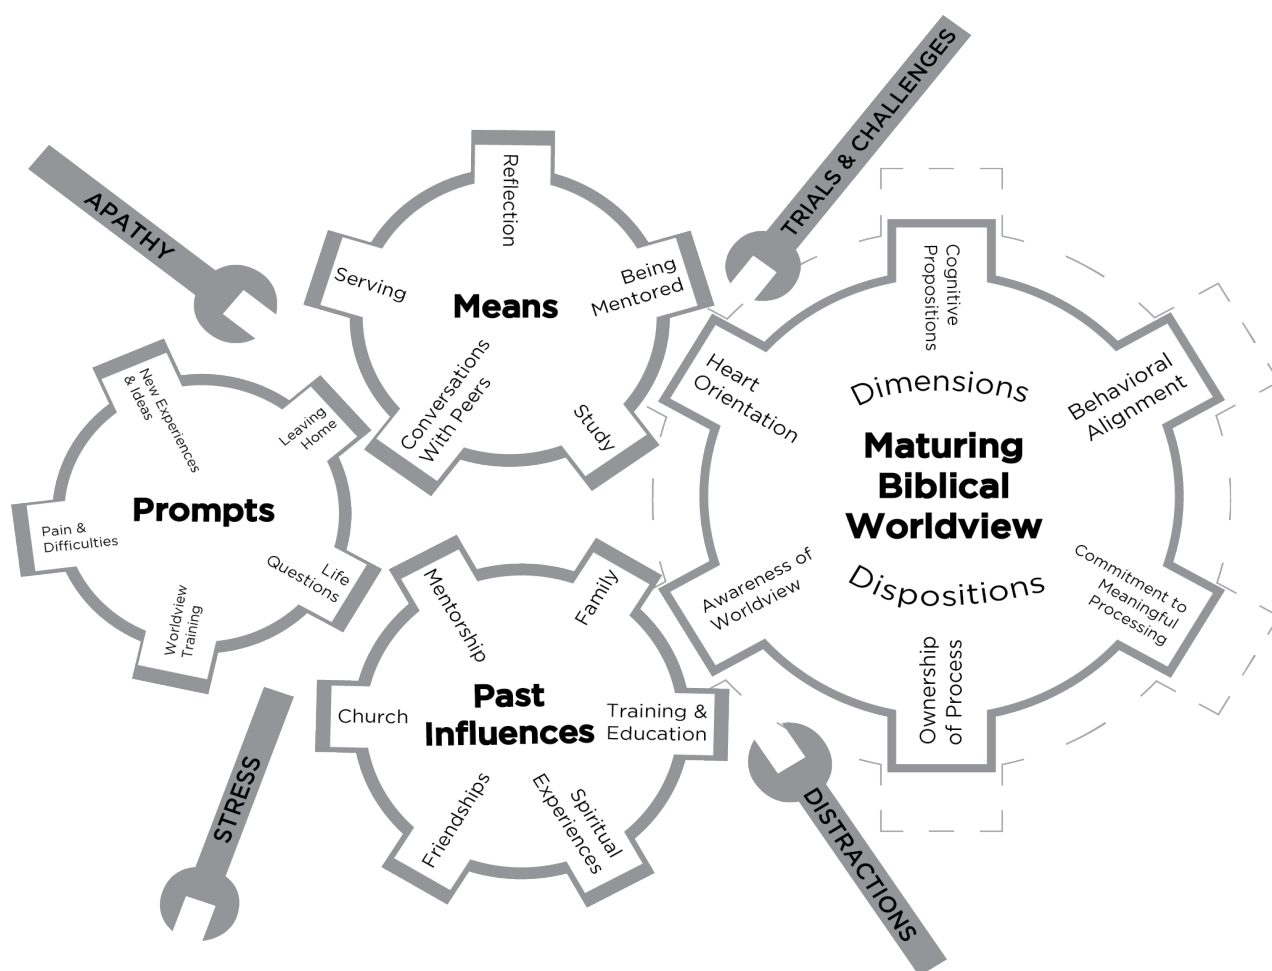 APATHY
TRIALS & CHALLENGES
Reflection
Serving
Being
Mentored
Means
Conversations
With Peers
Study
New Experiences
& Ideas
Leaving
Home
Prompts
Pain &
Difficulties
Life
Questions
Worldview
Training
Cognitive
Propositions
Heart
Orientation
Behavioral
Alignment
Dimensions
Maturing
Biblical
Worldview
Dispositions
Awareness of
Worldview
Commitment to
Meaningful
Processing
Ownership
of Process
Mentorship
Family
Church
Past
Influences
Training &
Education
Friendships
Spiritual
Experiences
STRESS
DISTRACTIONS